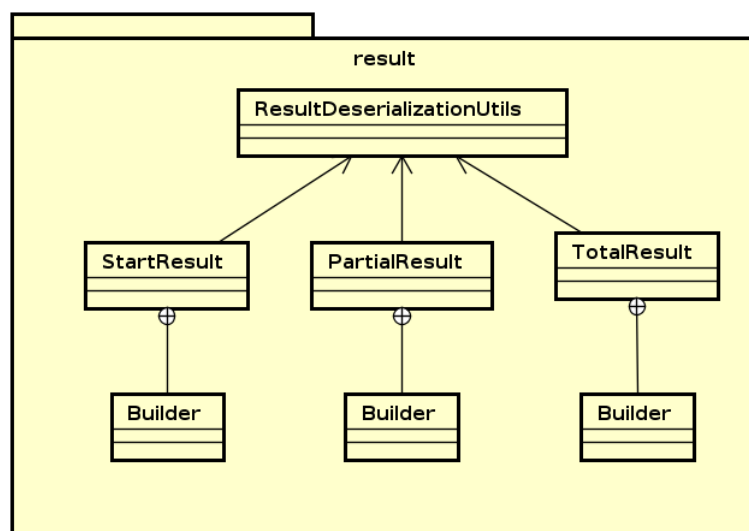 result
ResultDeserializationUtils
StartResult
PartialResult
TotalResult
Builder
Builder
Builder